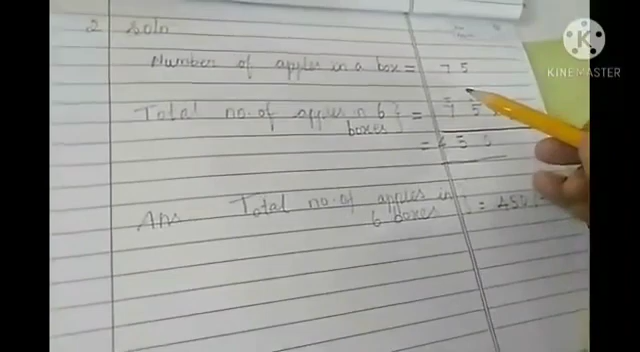 2 Soln
Number of apples in a box = 75
Total no. of apples in 6 boxes } = 75
= 450
Ans Total no. of apples in 6 boxes } = 450
KINEMASTER